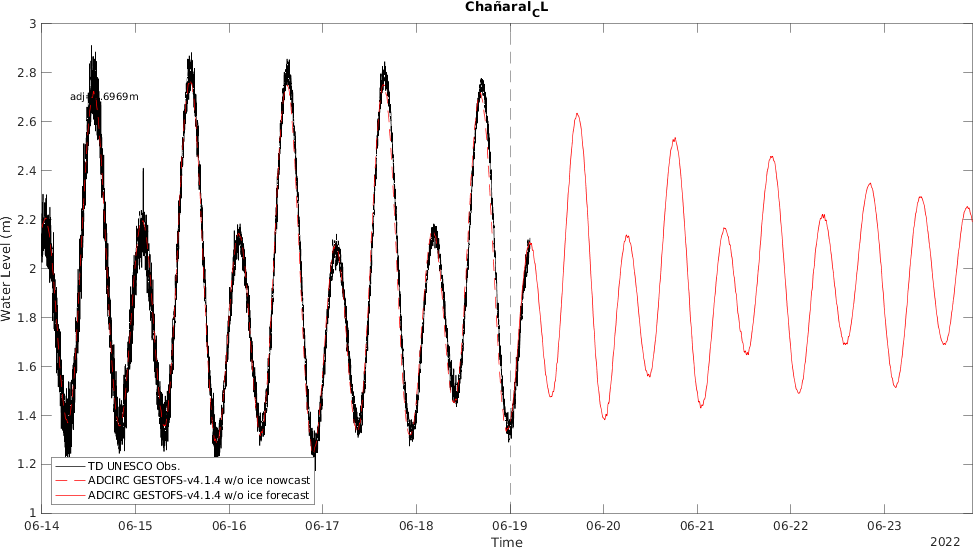 Chañaral_CL
3
2.8
2.6
2.4
2.2
2
1.8
1.6
1.4
1.2
1
Water Level (m)
TD UNESCO Obs.
ADCIRC GESTOFS-v4.1.4 w/o ice nowcast
ADCIRC GESTOFS-v4.1.4 w/o ice forecast
06-14 06-15 06-16 06-17 06-18 06-19 06-20 06-21 06-22 06-23
Time
2022